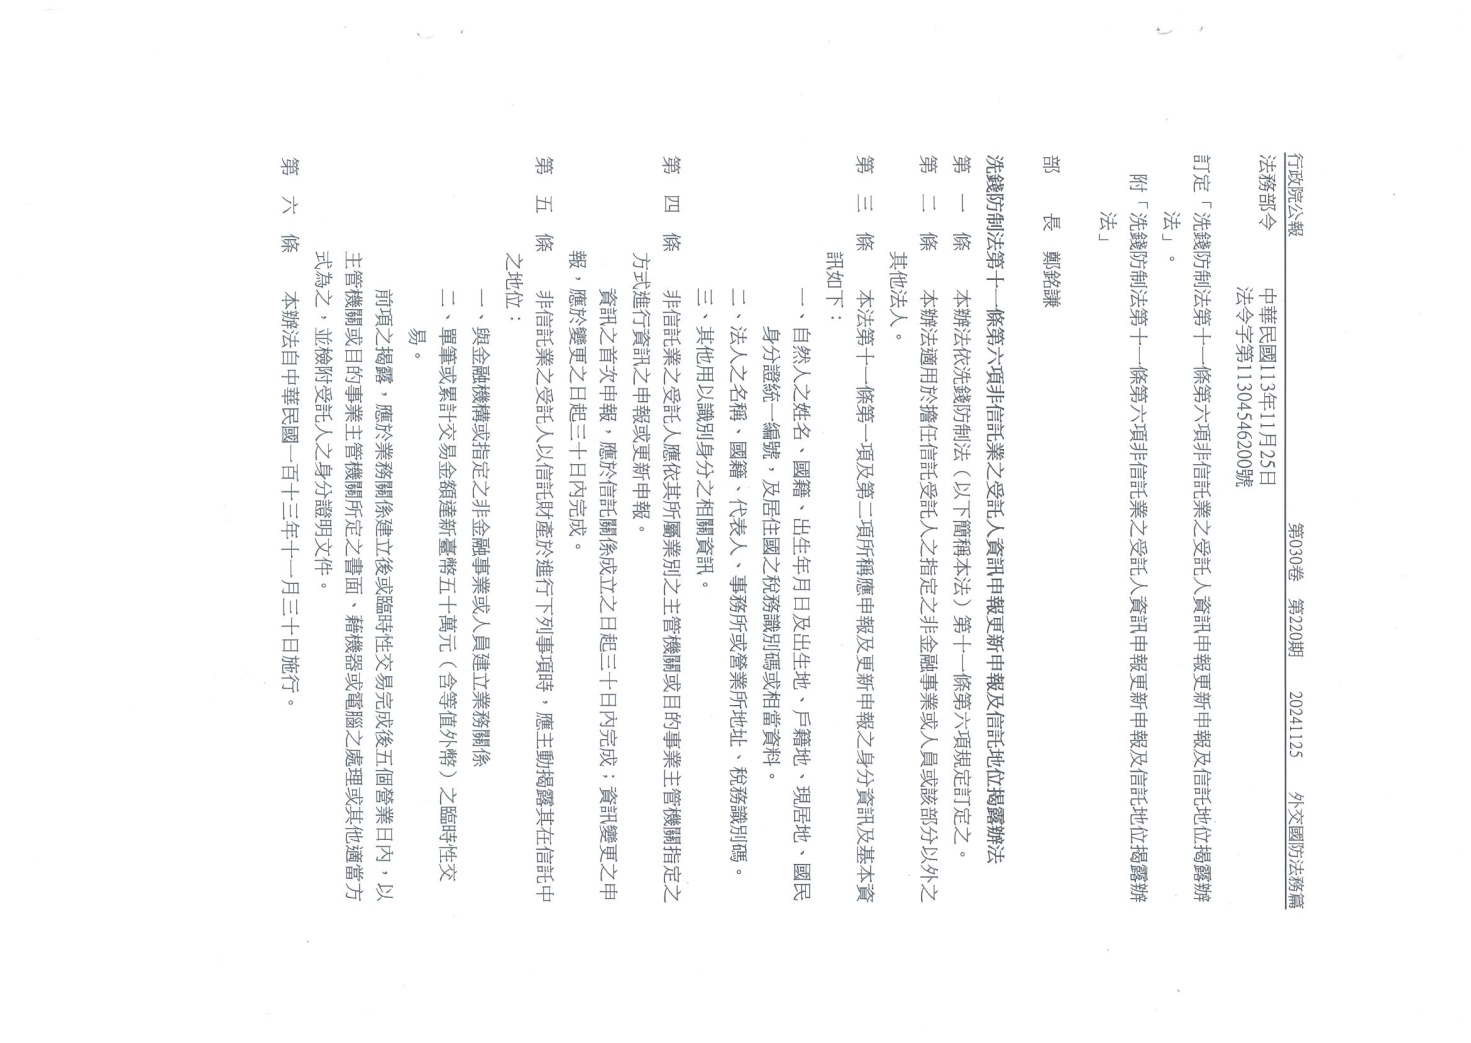 行政院公報 第030卷 第220期 20241125 外交國防法務篇
法務部令 中華民國113年11月25日
法令字第11304546200號
訂定「洗錢防制法第十一條第六項非信託業之受託人資訊申報更新申報及信託地位揭露辦
法」。
附「洗錢防制法第十一條第六項非信託業之受託人資訊申報更新申報及信託地位揭露辦
法」
部 長 鄭銘謙
洗錢防制法第十一條第六項非信託業之受託人資訊申報更新申報及信託地位揭露辦法
第 一 條 本辦法依洗錢防制法（以下簡稱本法）第十一條第六項規定訂定之。
第 二 條 本辦法適用於擔任信託受託人之指定之非金融事業或人員或該部分以外之
其他法人。
第 三 條 本法第十一條第一項及第二項所稱應申報及更新申報之身分資訊及基本資
訊如下：
一、自然人之姓名、國籍、出生年月日及出生地、戶籍地、現居地、國民
身分證統一編號，及居住國之稅務識別碼或相當資料。
二、法人之名稱、國籍、代表人、事務所或營業所地址、稅務識別碼。
三、其他用以識別身分之相關資訊。
第 四 條 非信託業之受託人應依其所屬業別之主管機關或目的事業主管機關指定之
方式進行資訊之申報或更新申報。
資訊之首次申報，應於信託關係成立之日起三十日內完成；資訊變更之申
報，應於變更之日起三十日內完成。
第 五 條 非信託業之受託人以信託財產於進行下列事項時，應主動揭露其在信託中
之地位：
一、與金融機構或指定之非金融事業或人員建立業務關係
二、單筆或累計交易金額達新臺幣五十萬元（含等值外幣）之臨時性交
易。
前項之揭露，應於業務關係建立後或臨時性交易完成後五個營業日內，以
主管機關或目的事業主管機關所定之書面、藉機器或電腦之處理或其他適當方
式為之，並檢附受託人之身分證明文件。
第 六 條 本辦法自中華民國一百十三年十一月三十日施行。